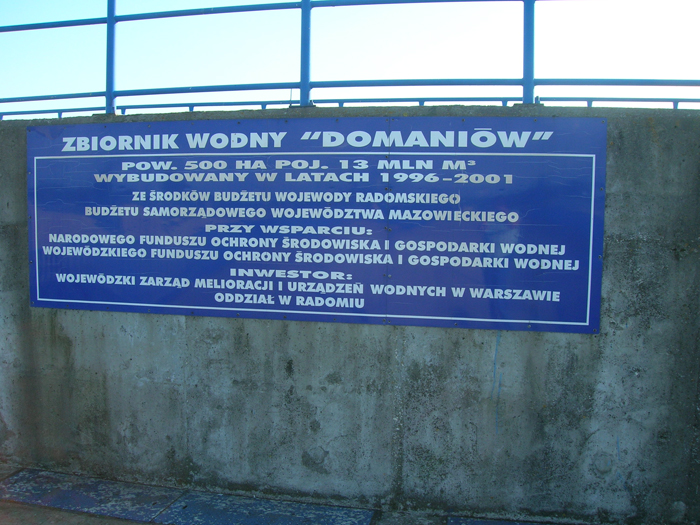 ZBIORNIK WODNY "DOMANIÓW"
POW. 500 HA POJ. 13 MLN M³
WYBUDOWANY W LATACH 1996-2001
ZE ŚRODKÓW BUDŻETU WOJEWODY RADOMSKIEGO
BUDŻETU SAMORZĄDOWEGO WOJEWÓDZTWA MAZOWIECKIEGO
PRZY WSPARCIU:
NARODOWEGO FUNDUSZU OCHRONY ŚRODOWISKA I GOSPODARKI WODNEJ
WOJEWÓDZKIEGO FUNDUSZU OCHRONY ŚRODOWISKA I GOSPODARKI WODNEJ
INWESTOR:
WOJEWÓDZKI ZARZĄD MELIORACJI I URZĄDZEŃ WODNYCH W WARSZAWIE
ODDZIAŁ W RADOMIU